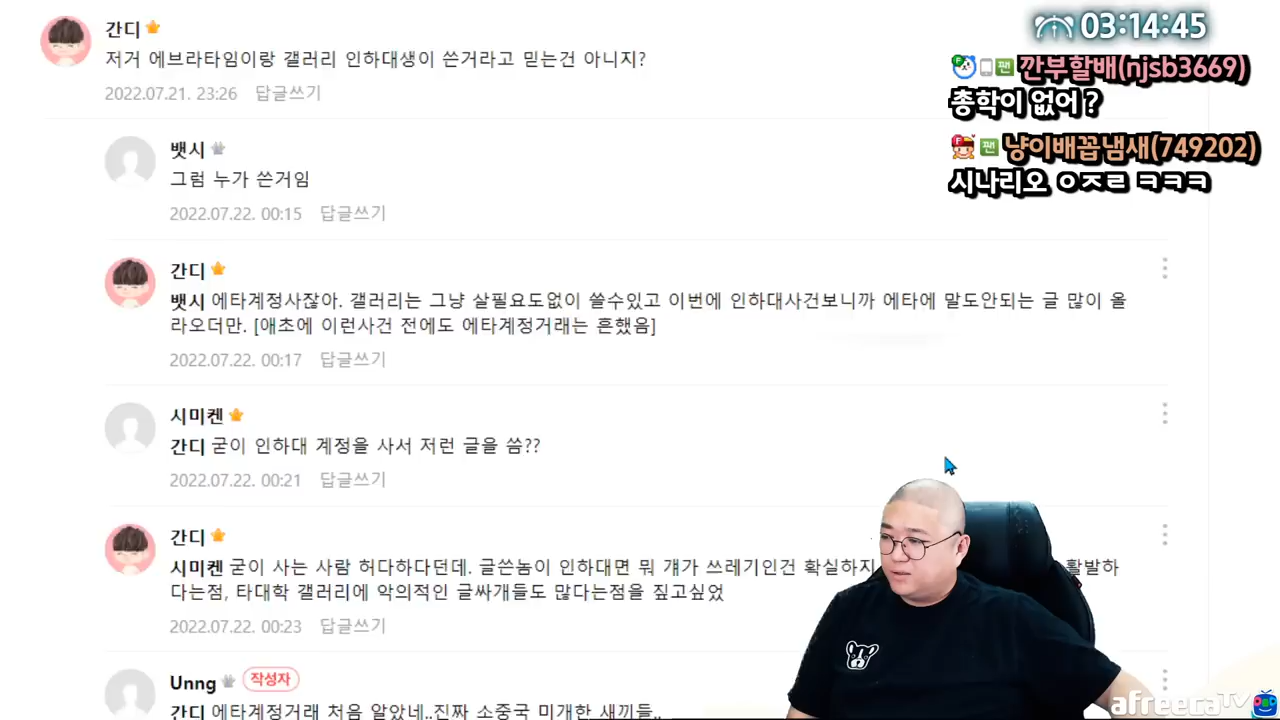 03:14:45
깐부할배(njsb3669)
총학이 없어?
냥이배꼽냄새(749202)
시나리오 ㅇㅈㄹ ㅋㅋㅋ
간디
저거 에브라타임이랑 갤러리 인하대생이 쓴거라고 믿는건 아니지?
2022.07.21. 23:26 답글쓰기
뱃시
그럼 누가 쓴거임
2022.07.22. 00:15 답글쓰기
간디
뱃시 에타계정사잖아. 갤러리는 그냥 살필요도없이 쓸수있고 이번에 인하대사건보니까 에타에 말도안되는 글 많이 올
라오더만. [애초에 이런사건 전에도 에타계정거래는 흔했음]
2022.07.22. 00:17 답글쓰기
시미켄
간디 굳이 인하대 계정을 사서 저런 글을 씀??
2022.07.22. 00:21 답글쓰기
간디
시미켄 굳이 사는 사람 허다하다던데. 글쓴놈이 인하대면 뭐 걔가 쓰레기인건 확실하지 활발하
다는점, 타대학 갤러리에 악의적인 글싸개들도 많다는점을 짚고싶었
2022.07.22. 00:23 답글쓰기
Unng 작성자
간디 에타계정거래 처음 알았네..진짜 소중국 미개한 새끼들..
afreecaTV